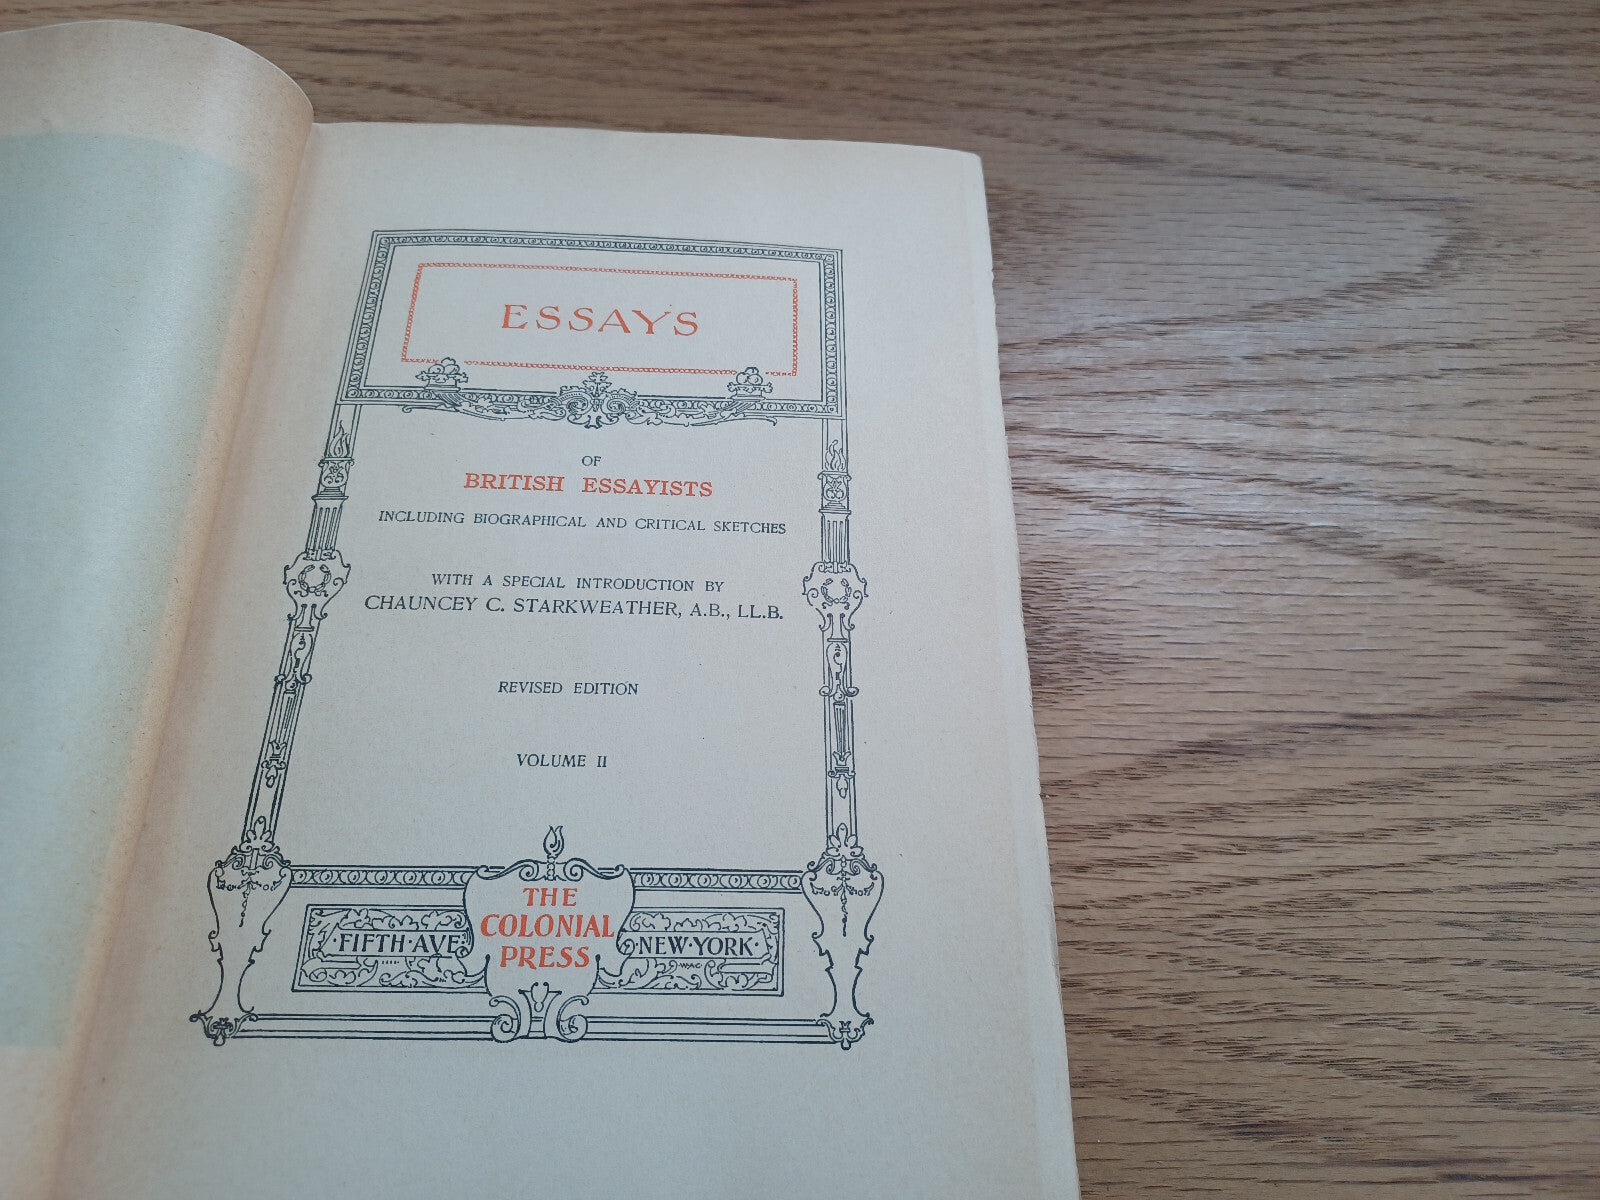 ESSAYS
OF
BRITISH ESSAYISTS
INCLUDING BIOGRAPHICAL AND CRITICAL SKETCHES
WITH A SPECIAL INTRODUCTION BY
CHAUNCEY C. STARKWEATHER, A.B., LL.B.
REVISED EDITION
VOLUME II
THE
COLONIAL
PRESS
·FIFTH·AVE·
·NEW·YORK·
WAC